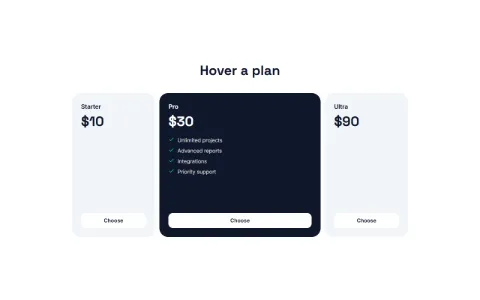 Hover a plan
Starter
$10
Choose
Pro
$30
Unlimited projects
Advanced reports
Integrations
Priority support
Choose
Ultra
$90
Choose